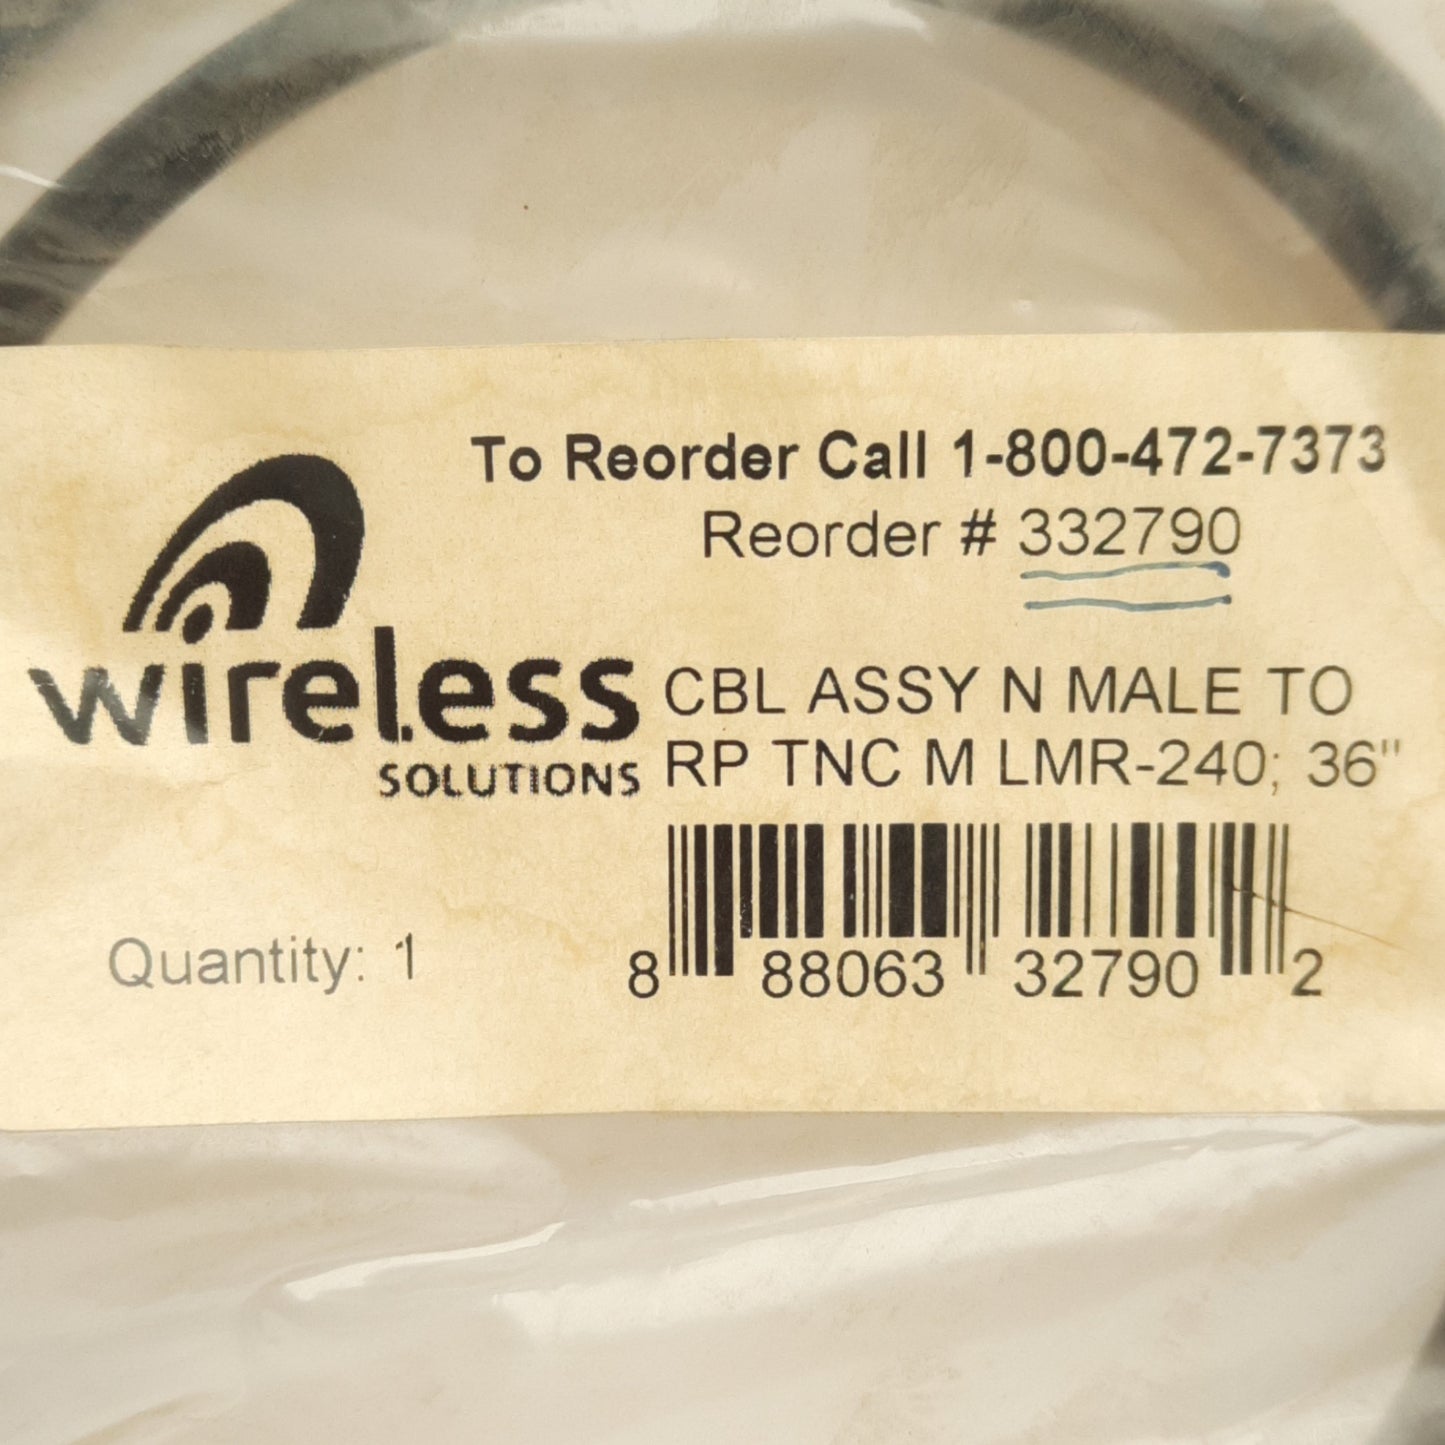 To Reorder Call 1-800-472-7373
Reorder # 332790
wireless
SOLUTIONS
CBL ASSY N MALE TO
RP TNC M LMR-240; 36"
Quantity: 1
8 88063 32790 2